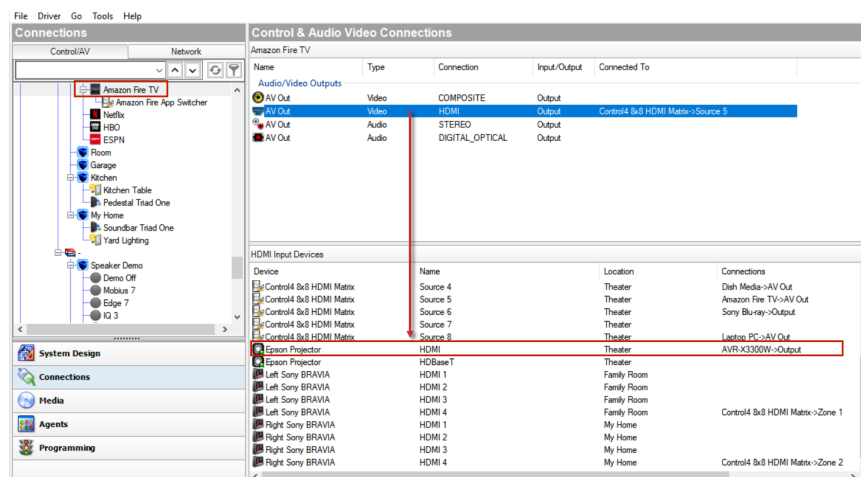 File Driver Go Tools Help
Connections
Control/AV Network
Amazon Fire TV
Amazon Fire App Switcher
Netflix
HBO
ESPN
Room
Garage
Kitchen
Kitchen Table
Pedestal Triad One
My Home
Soundbar Triad One
Yard Lighting
-
Speaker Demo
Demo Off
Mobius 7
Edge 7
IQ 3
System Design
Connections
Media
Agents
Programming
Control & Audio Video Connections
Amazon Fire TV
Name Type Connection Input/Output Connected To
Audio/Video Outputs
AV Out Video COMPOSITE Output
AV Out Video HDMI Output Control4 8x8 HDMI Matrix->Source 5
AV Out Audio STEREO Output
AV Out Audio DIGITAL_OPTICAL Output
HDMI Input Devices
Device Name Location Connections
Control4 8x8 HDMI Matrix Source 4 Theater Dish Media->AV Out
Control4 8x8 HDMI Matrix Source 5 Theater Amazon Fire TV->AV Out
Control4 8x8 HDMI Matrix Source 6 Theater Sony Blu-ray->Output
Control4 8x8 HDMI Matrix Source 7 Theater
Control4 8x8 HDMI Matrix Source 8 Theater Laptop PC->AV Out
Epson Projector HDMI Theater AVR-X3300W->Output
Epson Projector HDBaseT Theater
Left Sony BRAVIA HDMI 1 Family Room
Left Sony BRAVIA HDMI 2 Family Room
Left Sony BRAVIA HDMI 3 Family Room
Left Sony BRAVIA HDMI 4 Family Room Control4 8x8 HDMI Matrix->Zone 1
Right Sony BRAVIA HDMI 1 My Home
Right Sony BRAVIA HDMI 2 My Home
Right Sony BRAVIA HDMI 3 My Home
Right Sony BRAVIA HDMI 4 My Home Control4 8x8 HDMI Matrix->Zone 2